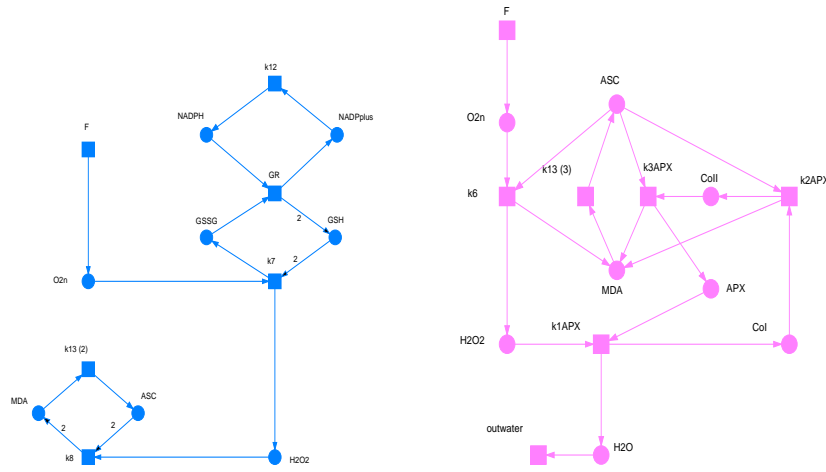 F
k12
NADPH
NADPplus
GR
GSSG
2
GSH
2
k7
O2n
k13 (2)
MDA
ASC
2
2
k8
H2O2
F
ASC
O2n
k13 (3)
k3APX
CoII
k2APX
k6
MDA
APX
k1APX
CoI
H2O2
outwater
H2O